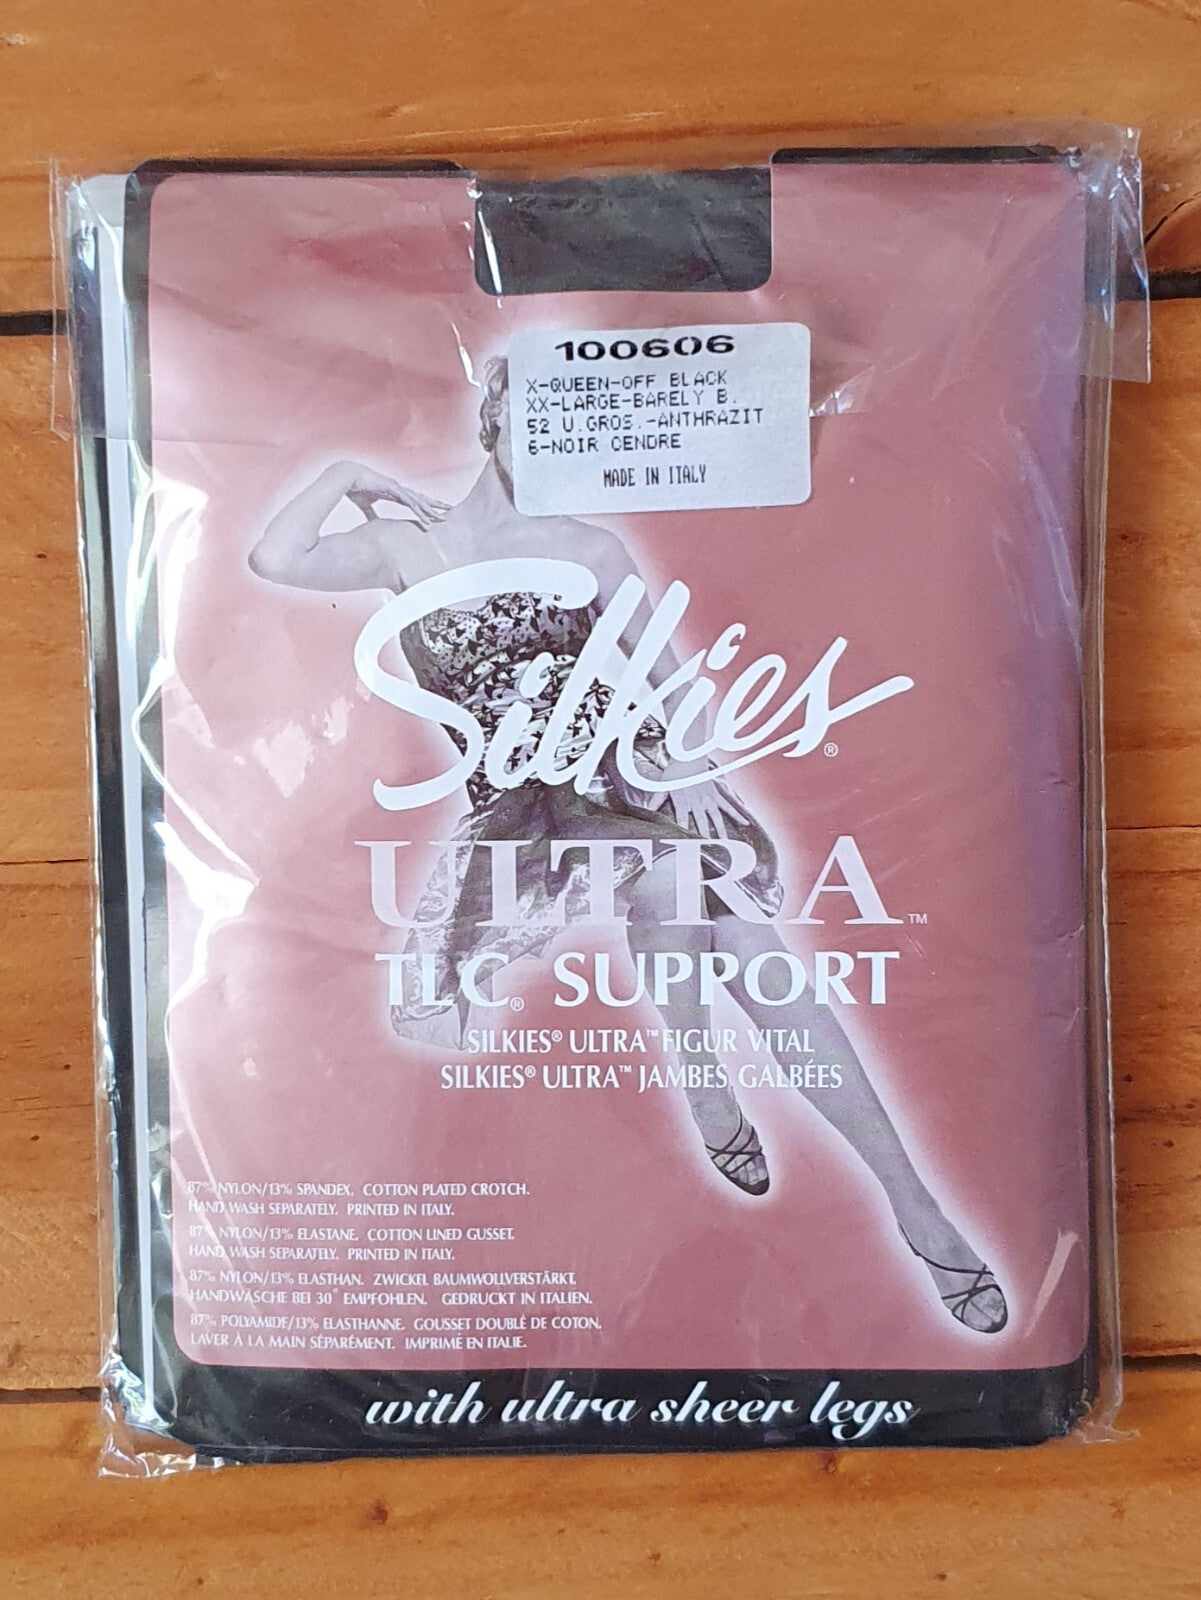 100606
X-QUEEN-OFF BLACK
XX-LARGE-BARELY B.
52 U.GROS.-ANTHRAZIT
6-NOIR CENDRE
MADE IN ITALY
Silkies®
ULTRA™
TLC® SUPPORT
SILKIES® ULTRA™ FIGUR VITAL
SILKIES® ULTRA™ JAMBES GALBÉES
87% NYLON/13% SPANDEX. COTTON PLATED CROTCH.
HAND WASH SEPARATELY. PRINTED IN ITALY.
87% NYLON/13% ELASTANE. COTTON LINED GUSSET.
HAND WASH SEPARATELY. PRINTED IN ITALY.
87% NYLON/13% ELASTHAN. ZWICKEL BAUMWOLLVERSTÄRKT.
HANDWÄSCHE BEI 30° EMPFOHLEN. GEDRUCKT IN ITALIEN.
87% POLYAMIDE/13% ELASTHANNE. GOUSSET DOUBLÉ DE COTON.
LAVER À LA MAIN SÉPARÉMENT. IMPRIMÉ EN ITALIE.
with ultra sheer legs